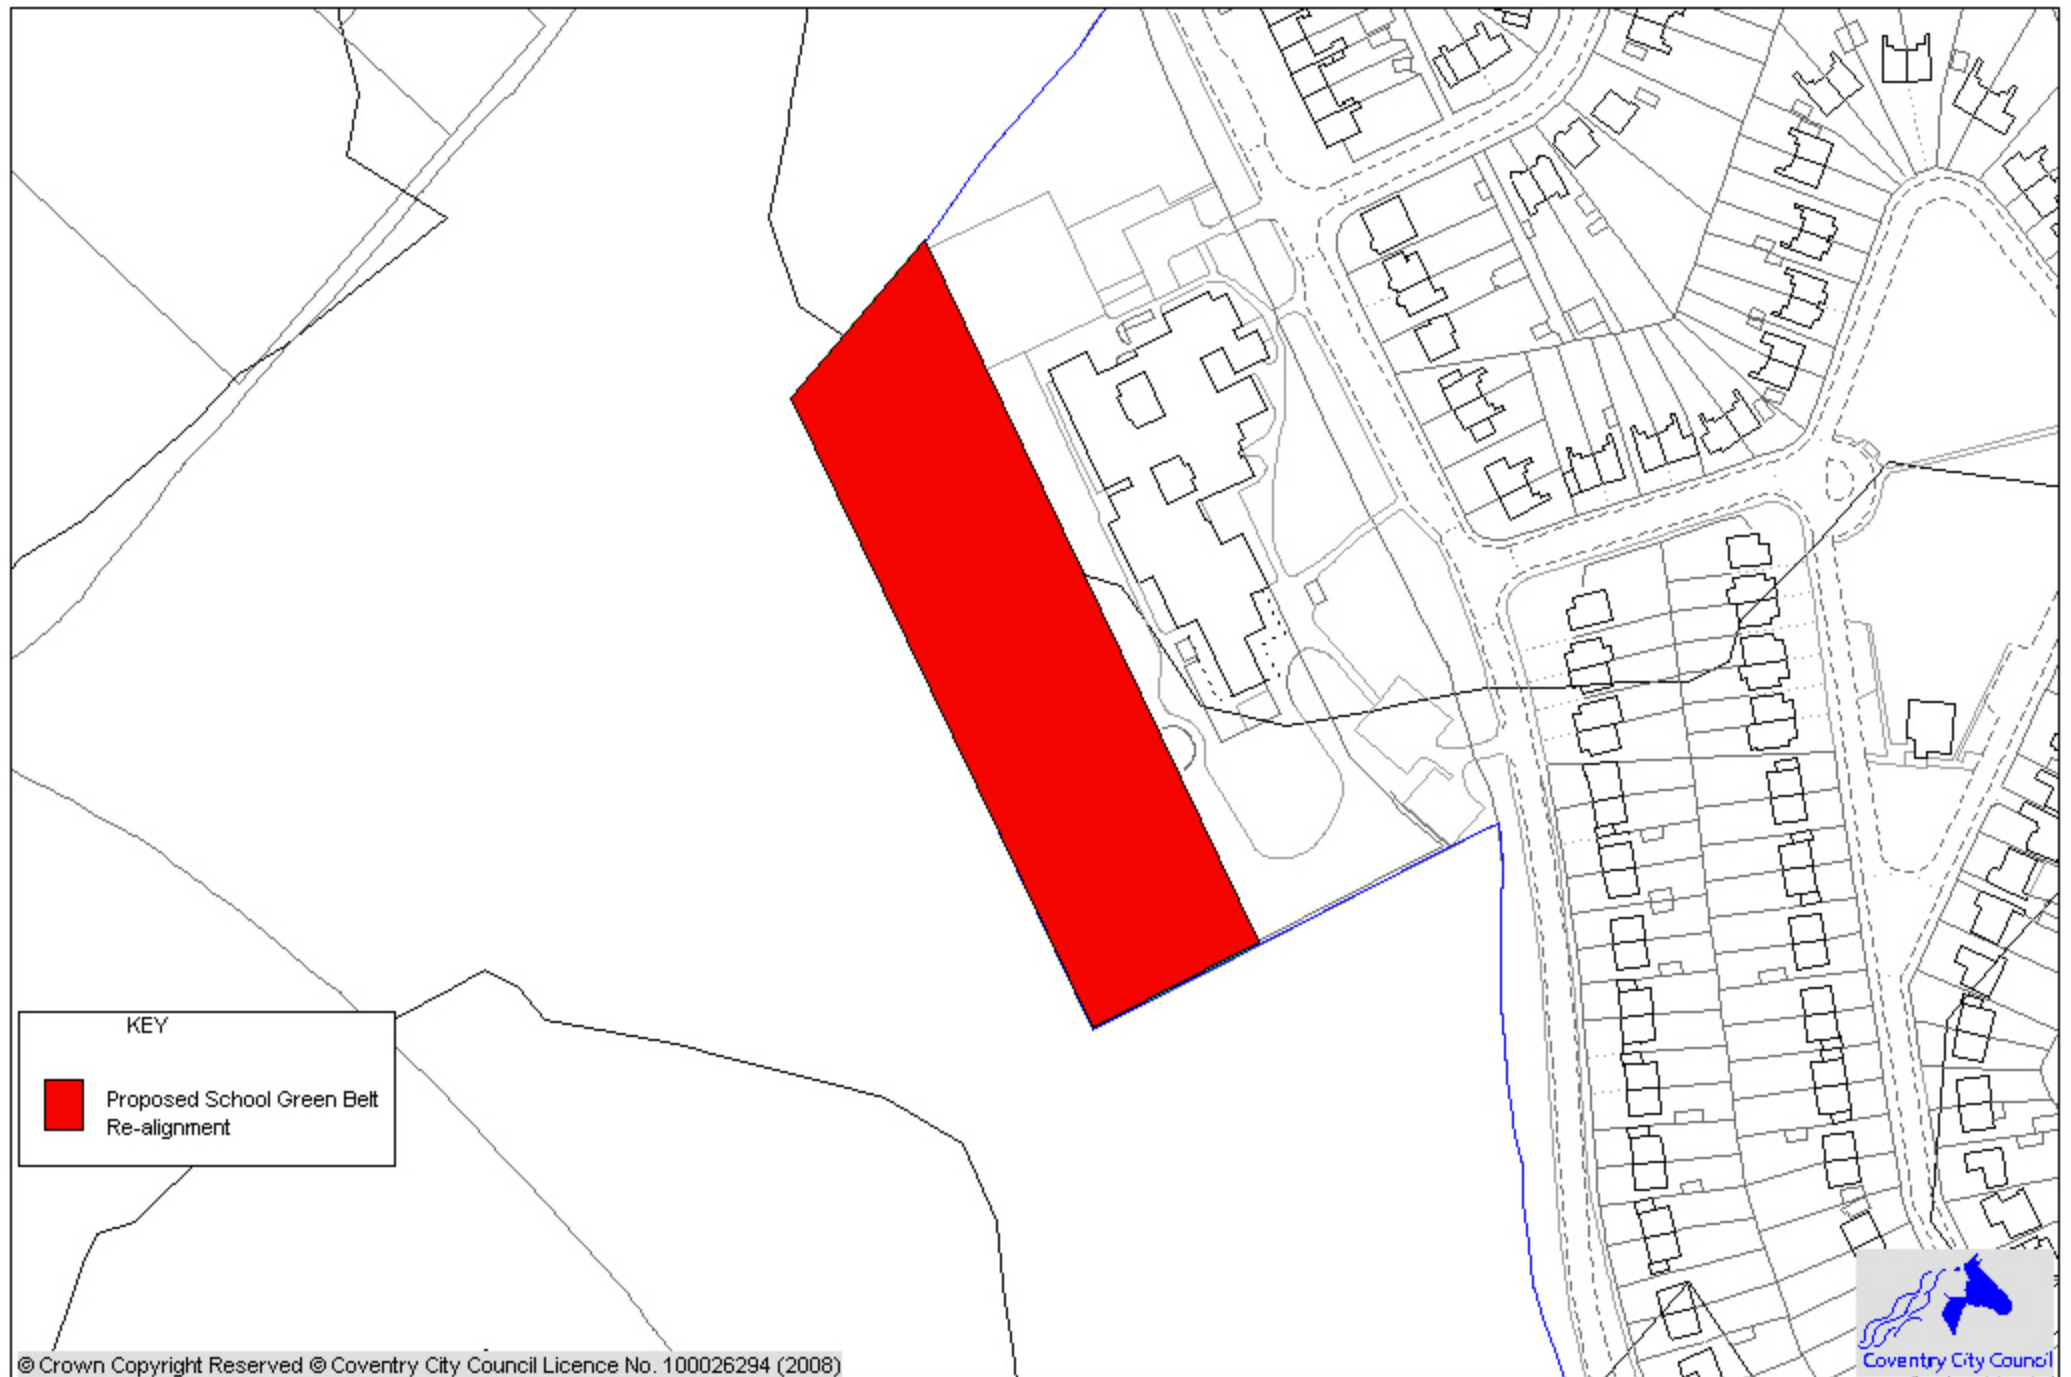 KEY
Proposed School Green Belt
Re-alignment
© Crown Copyright Reserved © Coventry City Council Licence No. 100026294 (2008)
Coventry City Council